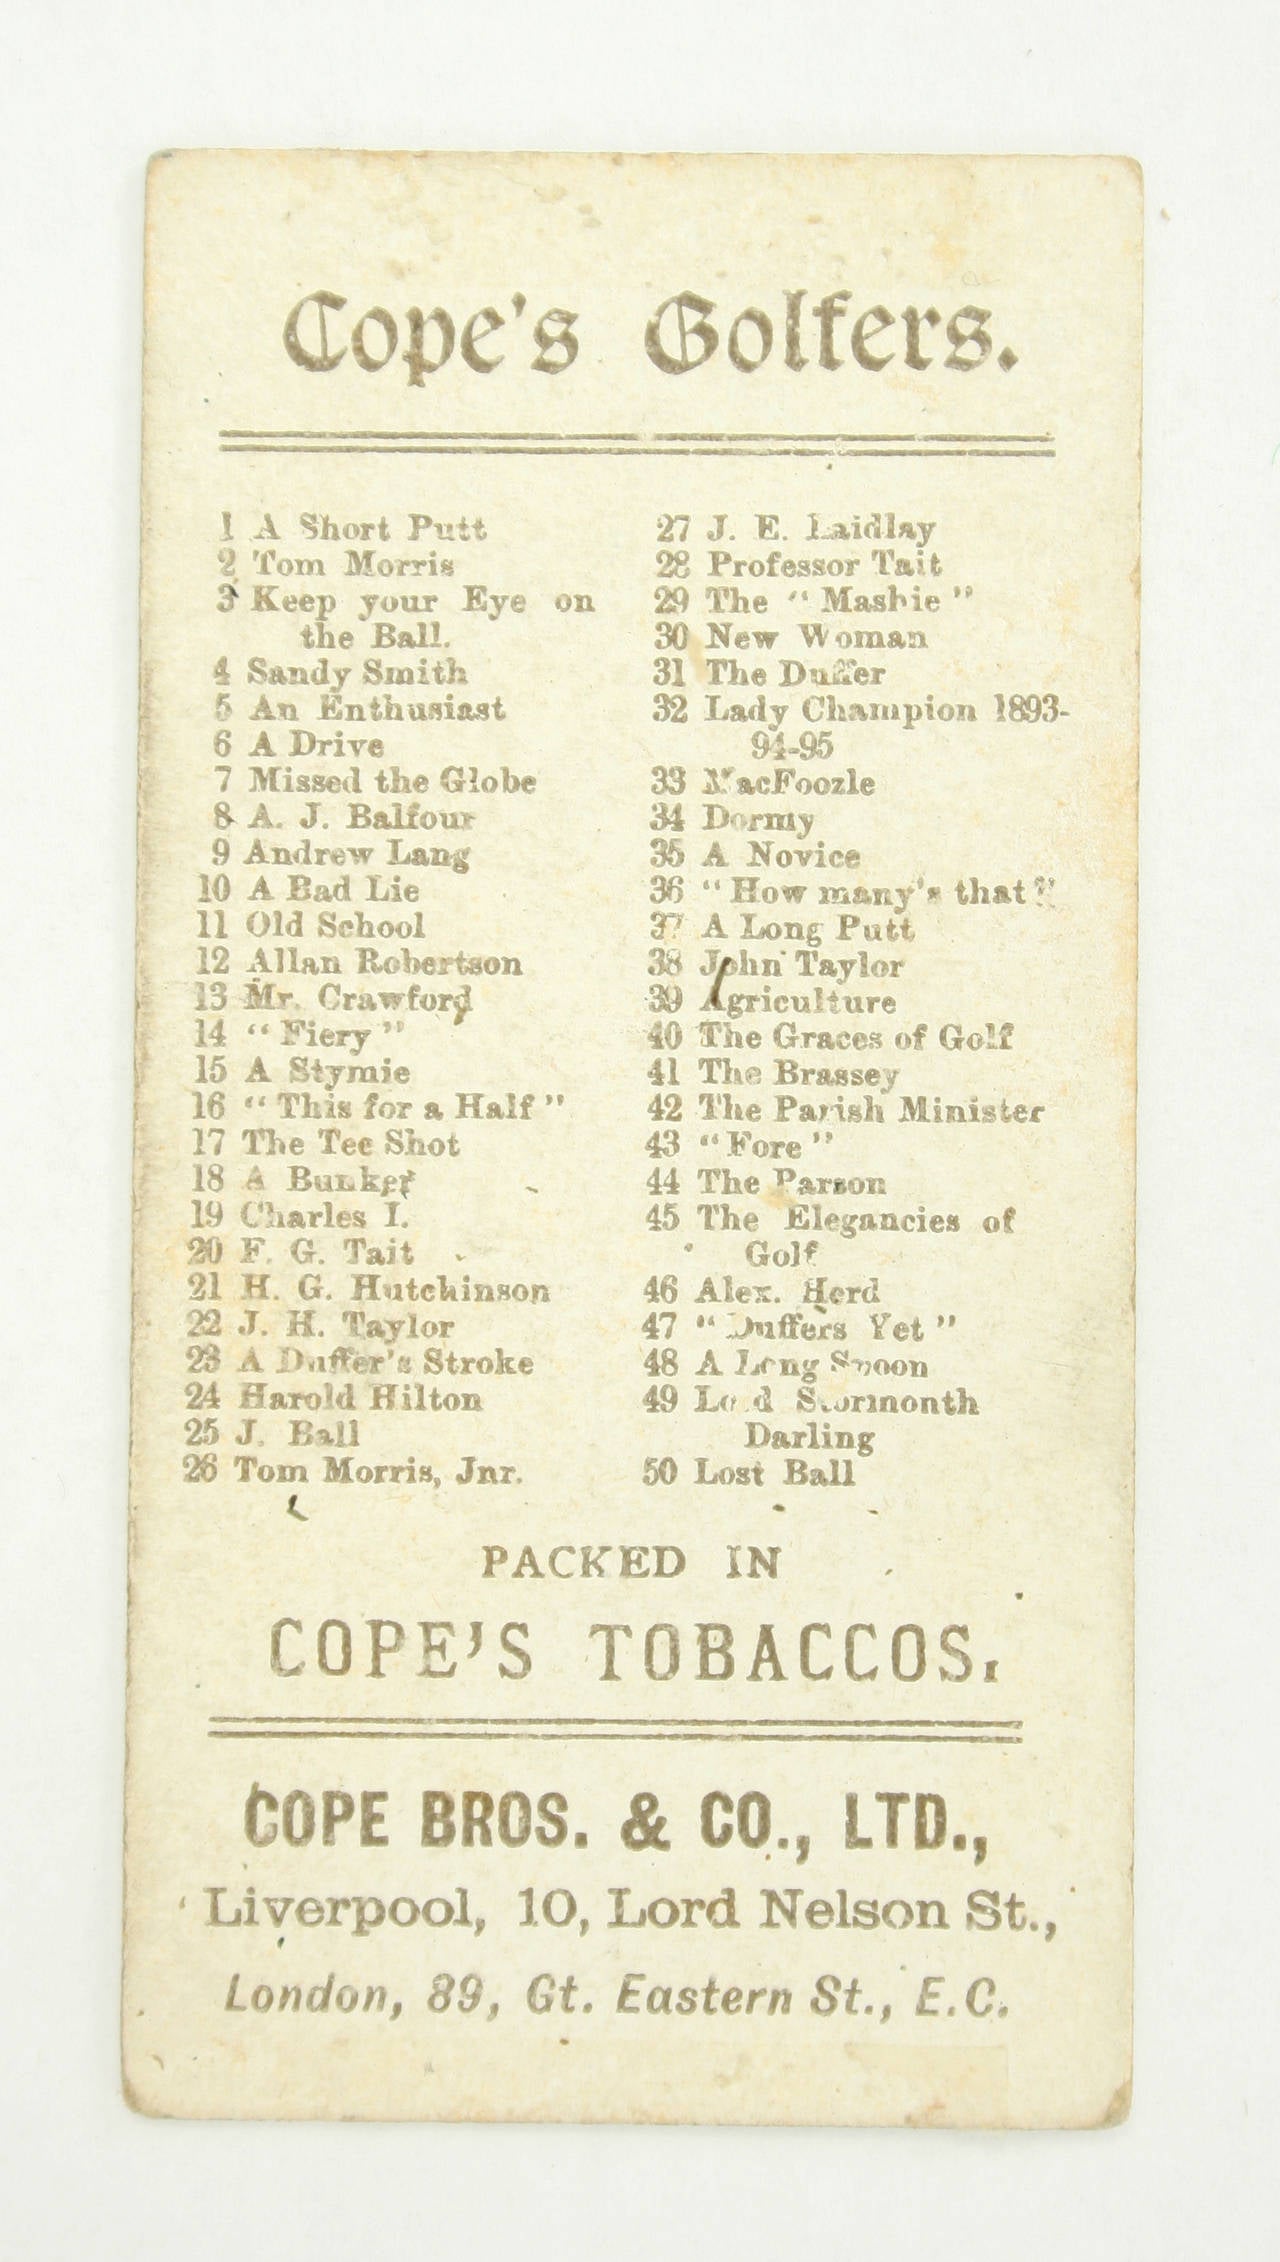 Cope's Golfers.
1 A Short Putt
2 Tom Morris
3 Keep your Eye on
the Ball.
4 Sandy Smith
5 An Enthusiast
6 A Drive
7 Missed the Globe
8 A. J. Balfour
9 Andrew Lang
10 A Bad Lie
11 Old School
12 Allan Robertson
13 Mr. Crawford
14 "Fiery"
15 A Stymie
16 "This for a Half"
17 The Tee Shot
18 A Bunker
19 Charles I.
20 F. G. Tait
21 H. G. Hutchinson
22 J. H. Taylor
23 A Duffer's Stroke
24 Harold Hilton
25 J. Ball
26 Tom Morris, Jnr.
27 J. E. Laidlay
28 Professor Tait
29 The "Mashie"
30 New Woman
31 The Duffer
32 Lady Champion 1893-
94-95
33 MacFoozle
34 Dormy
35 A Novice
36 "How many's that"
37 A Long Putt
38 John Taylor
39 Agriculture
40 The Graces of Golf
41 The Brassey
42 The Parish Minister
43 "Fore"
44 The Parson
45 The Elegancies of
Golf
46 Alex. Herd
47 "Duffers Yet"
48 A Long Spoon
49 Lord Stormonth
Darling
50 Lost Ball
PACKED IN
COPE'S TOBACCOS.
COPE BROS. & CO., LTD.,
Liverpool, 10, Lord Nelson St.,
London, 89, Gt. Eastern St., E.C.